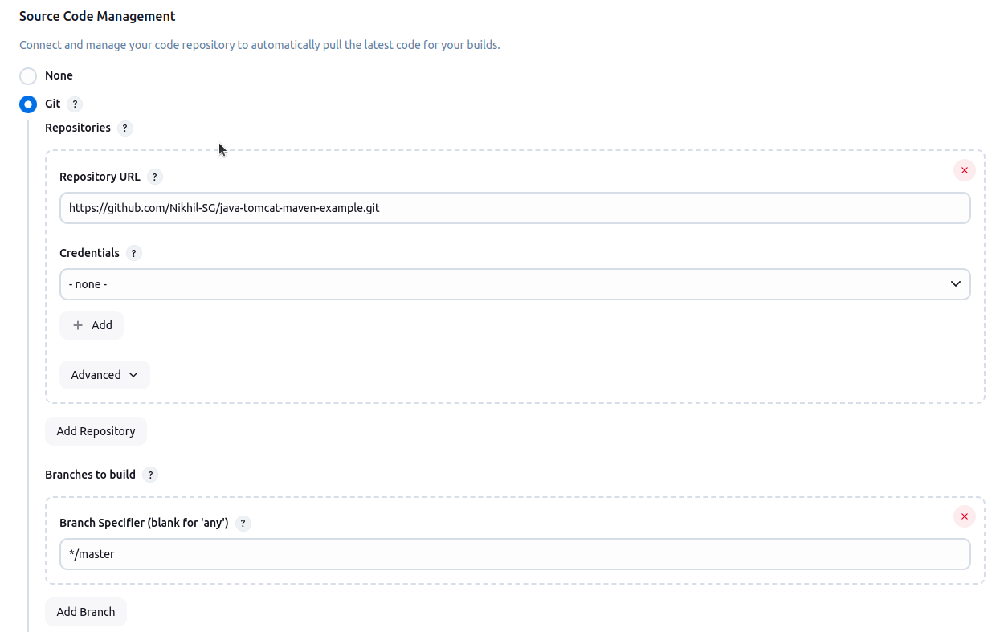 Source Code Management
Connect and manage your code repository to automatically pull the latest code for your builds.
None
Git ?
Repositories ?
Repository URL ?
https://github.com/Nikhil-SG/java-tomcat-maven-example.git
Credentials ?
- none -
+ Add
Advanced
Add Repository
Branches to build ?
Branch Specifier (blank for 'any') ?
*/master
Add Branch